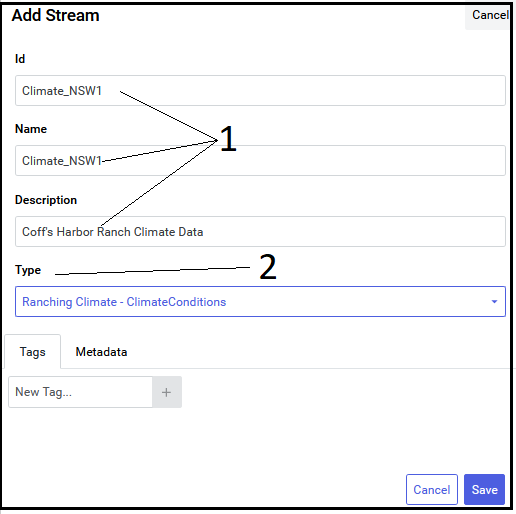 Add Stream
Cancel
Id
Climate_NSW1
Name
Climate_NSW1
1
Description
Coff's Harbor Ranch Climate Data
Type
2
Ranching Climate - ClimateConditions
Tags
Metadata
New Tag...
+
Cancel
Save